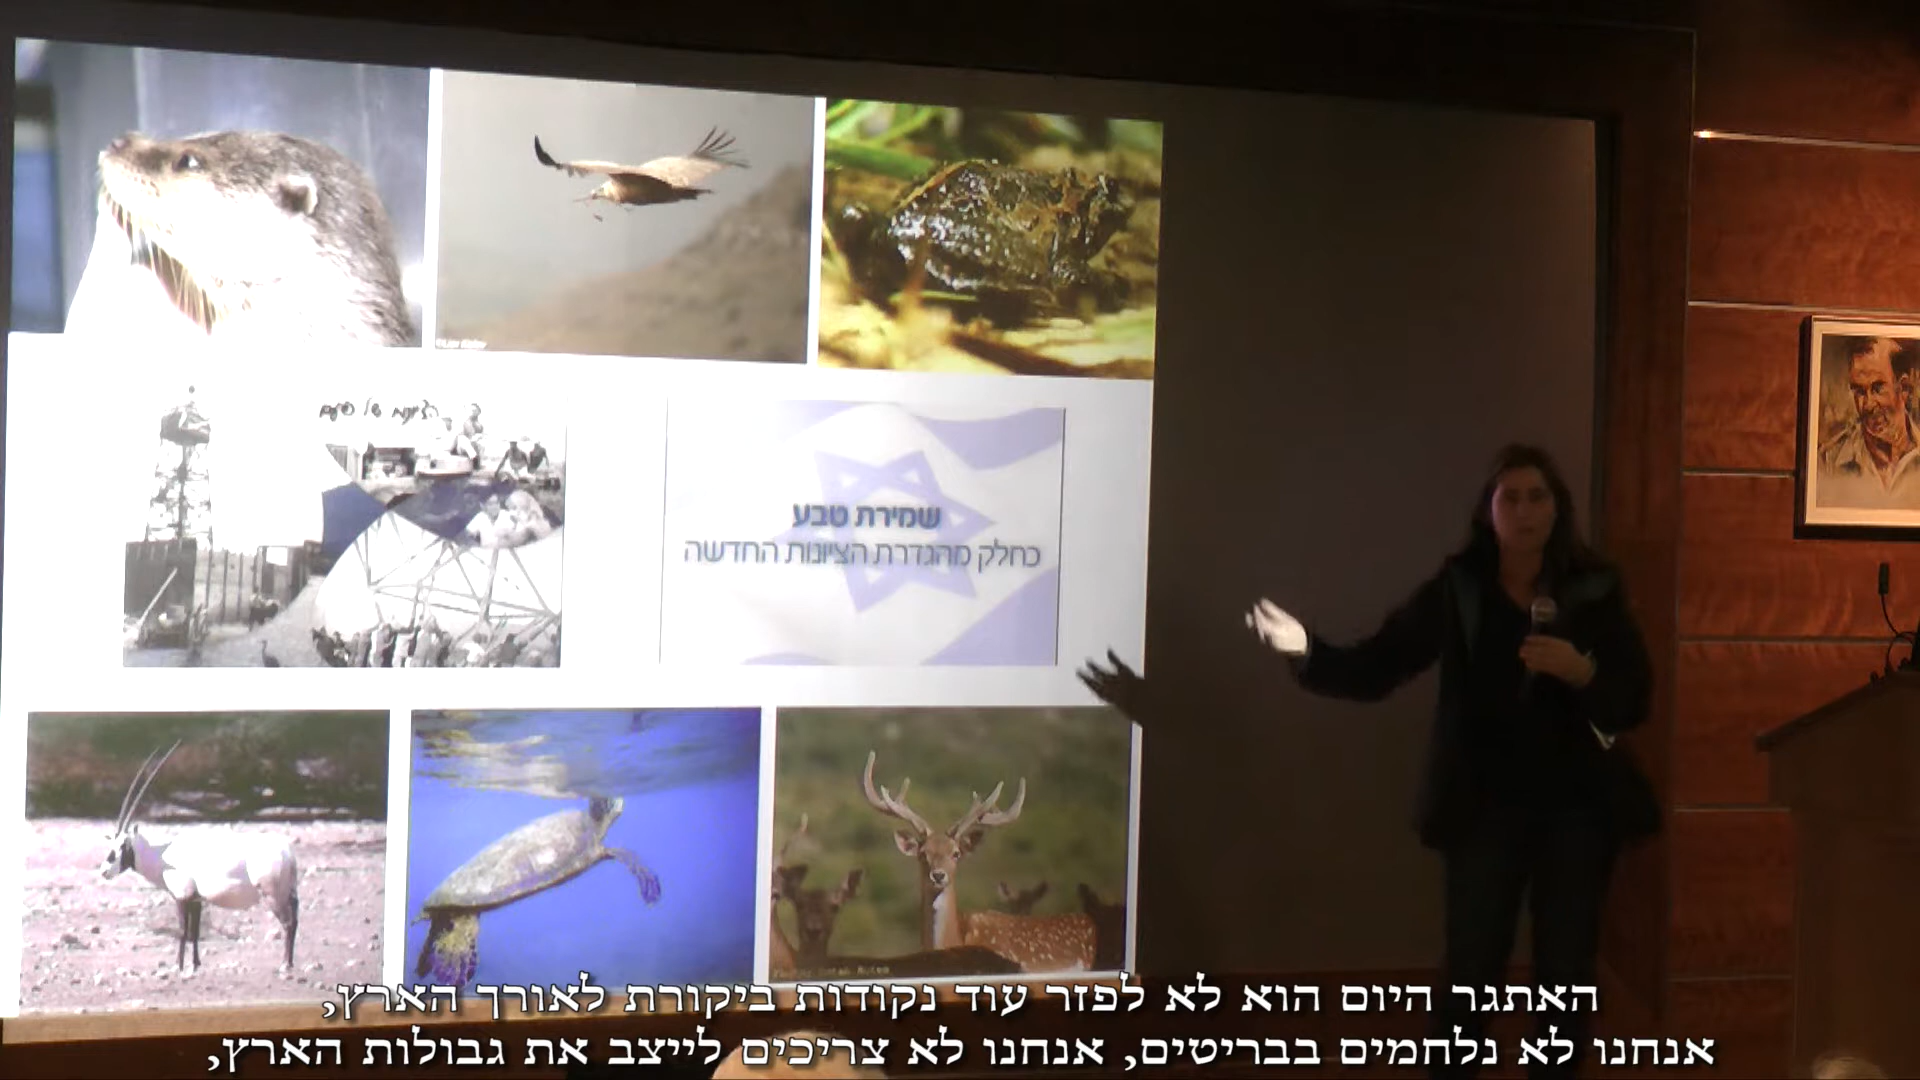 שמירת טבע
כחלק מהגדרת הציונות החדשה
האתגר היום הוא לא לפזר עוד נקודות ביקורת לאורך הארץ,
אנחנו לא נלחמים בבריטים, אנחנו לא צריכים לייצב את גבולות הארץ,